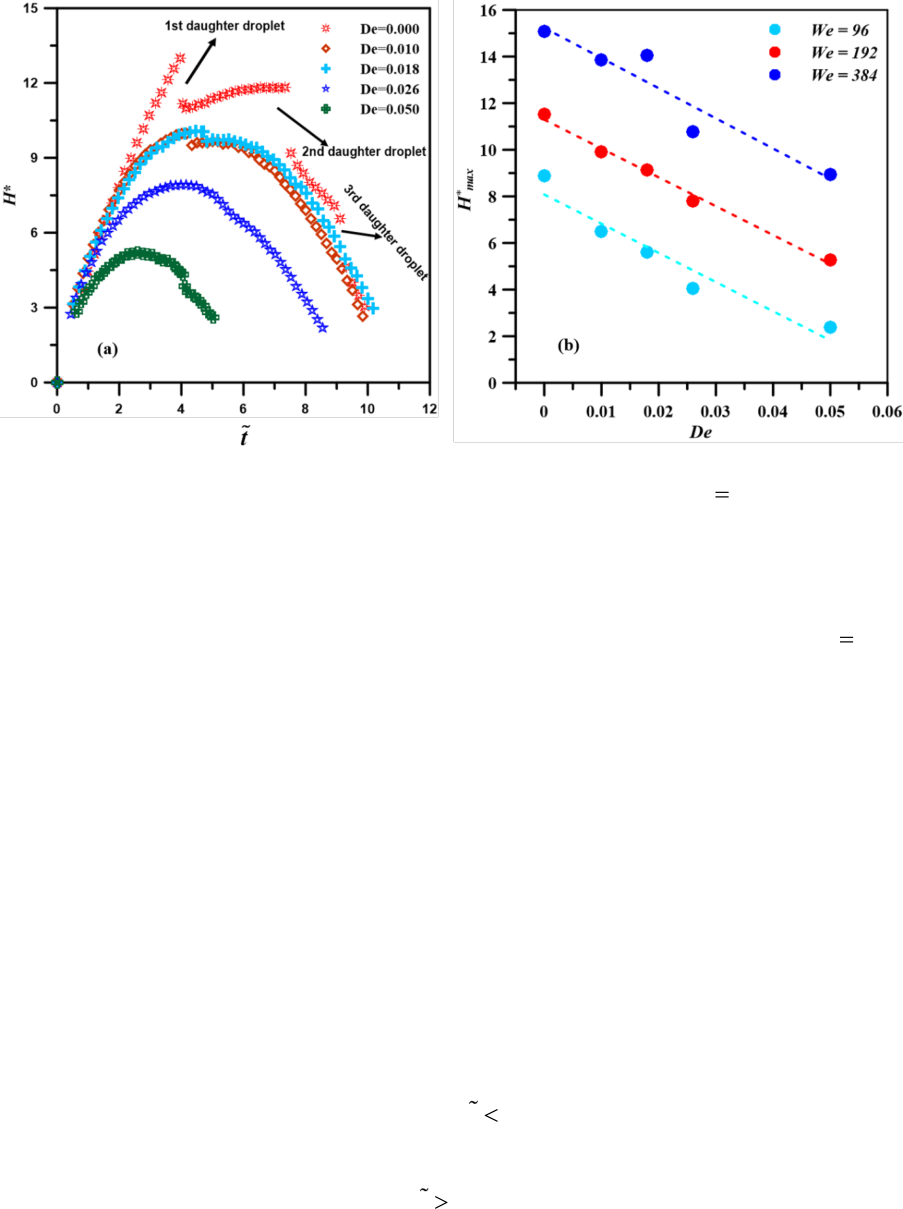 15
12
9
6
3
0
H*
0 2 4 6 8 10 12
t̃
1st daughter droplet
2nd daughter droplet
3rd daughter droplet
De=0.000
De=0.010
De=0.018
De=0.026
De=0.050
(a)
16
14
12
10
8
6
4
2
0
H*max
0 0.01 0.02 0.03 0.04 0.05 0.06
De
We = 96
We = 192
We = 384
(b)
=
=
˜ <
˜ >